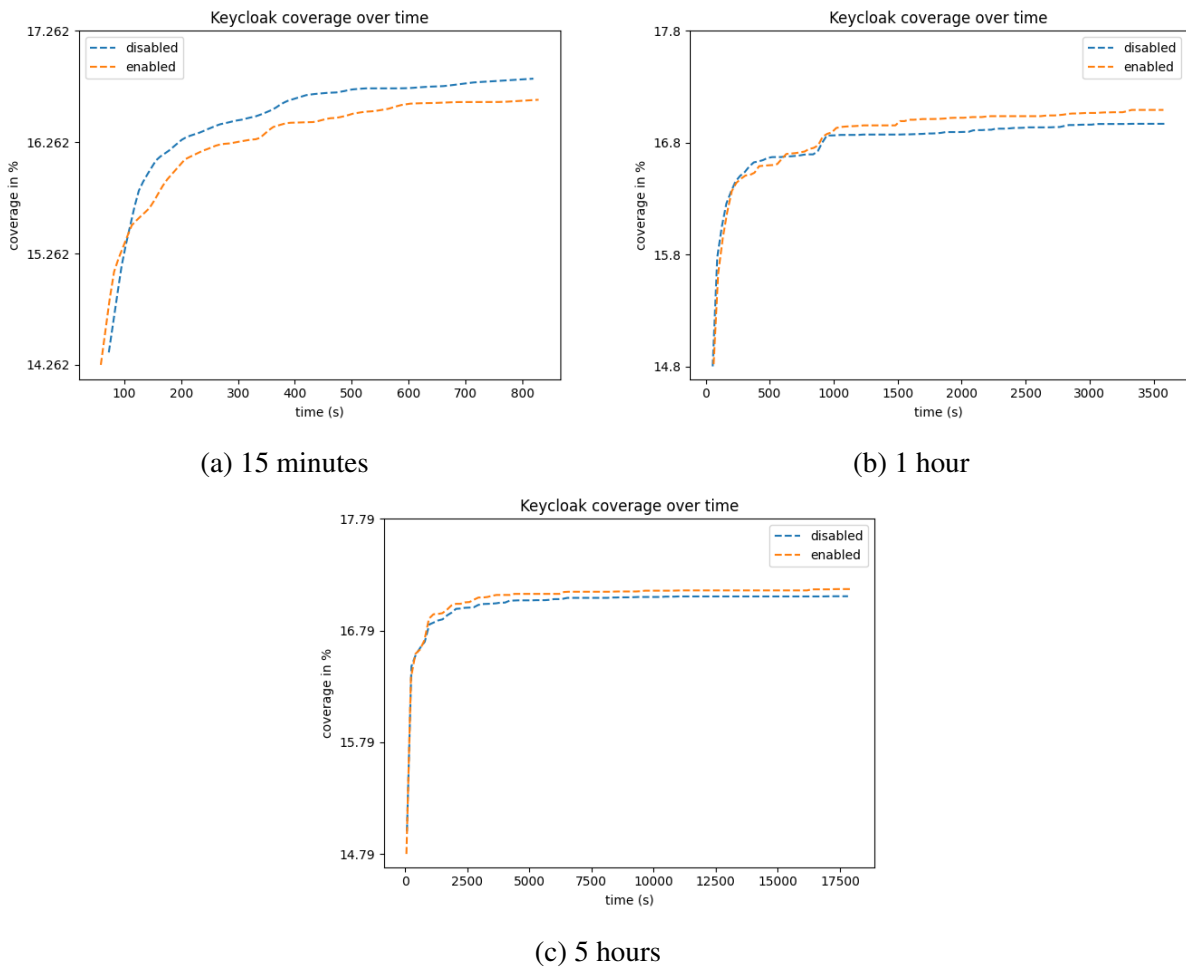 Keycloak coverage over time
17.262
16.262
15.262
14.262
coverage in %
disabled
enabled
100 200 300 400 500 600 700 800
time (s)
(a) 15 minutes
Keycloak coverage over time
17.8
16.8
15.8
14.8
coverage in %
disabled
enabled
0 500 1000 1500 2000 2500 3000 3500
time (s)
(b) 1 hour
Keycloak coverage over time
17.79
16.79
15.79
14.79
coverage in %
disabled
enabled
0 2500 5000 7500 10000 12500 15000 17500
time (s)
(c) 5 hours